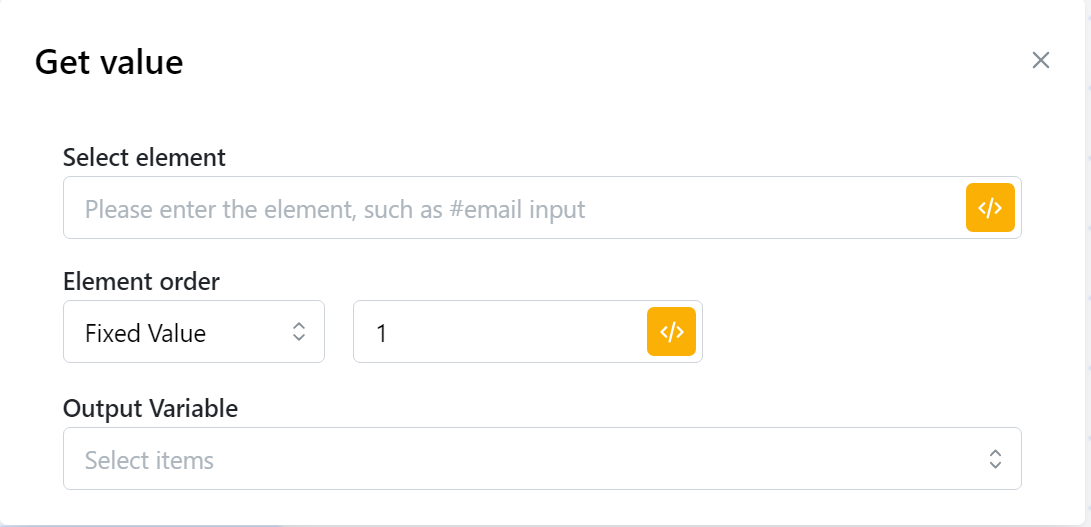 Get value
Select element
Please enter the element, such as #email input
</>
Element order
Fixed Value
1
</>
Output Variable
Select items